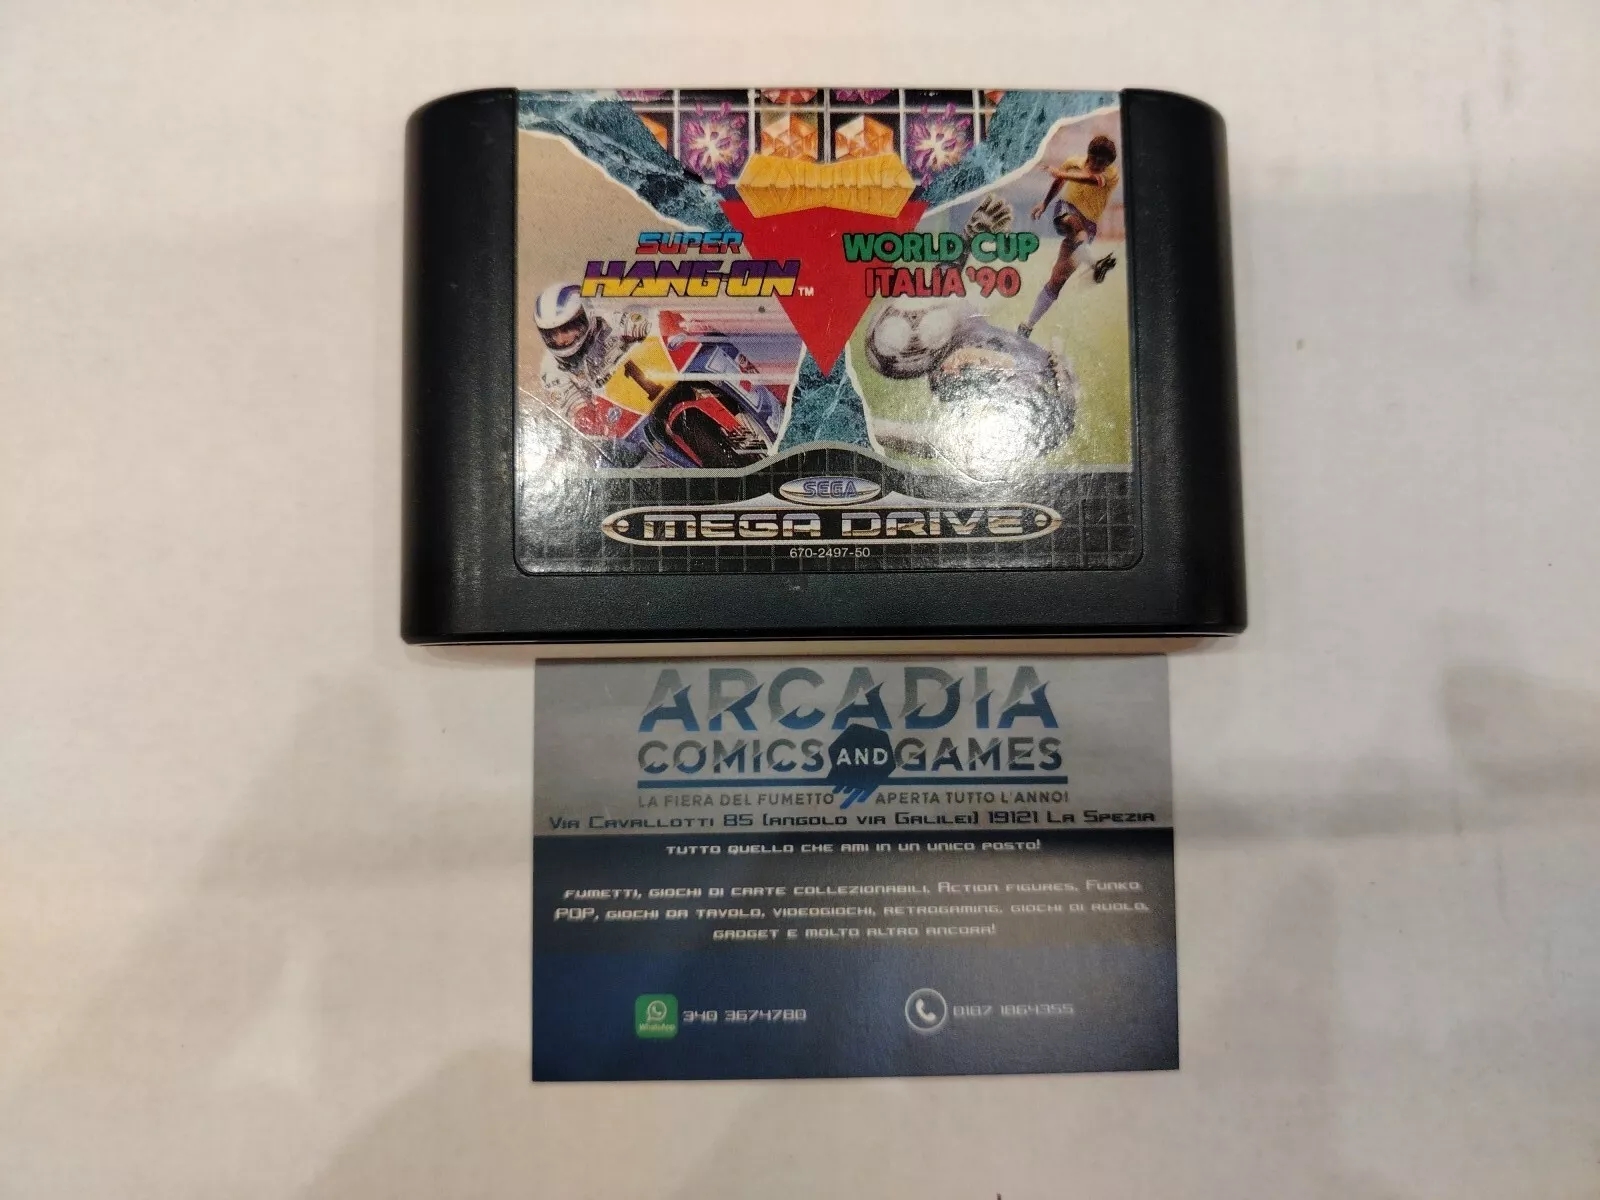 SUPER
HANG-ON™
WORLD CUP
ITALIA '90
1
SEGA
MEGA DRIVE
670-2497-50
ARCADIA
COMICS AND GAMES
LA FIERA DEL FUMETTO APERTA TUTTO L'ANNO!
Via Cavallotti 85 (angolo via Galilei) 19121 La Spezia
TUTTO QUELLO CHE AMI IN UN UNICO POSTO!
FUMETTI, GIOCHI DI CARTE COLLEZIONABILI, Action figures, Funko
POP, GIOCHI DA TAVOLO, VIDEOGIOCHI, RETROGAMING, GIOCHI DI RUOLO,
GADGET E MOLTO ALTRO ANCORA!
WhatsApp
340 3674780
0187 1864355